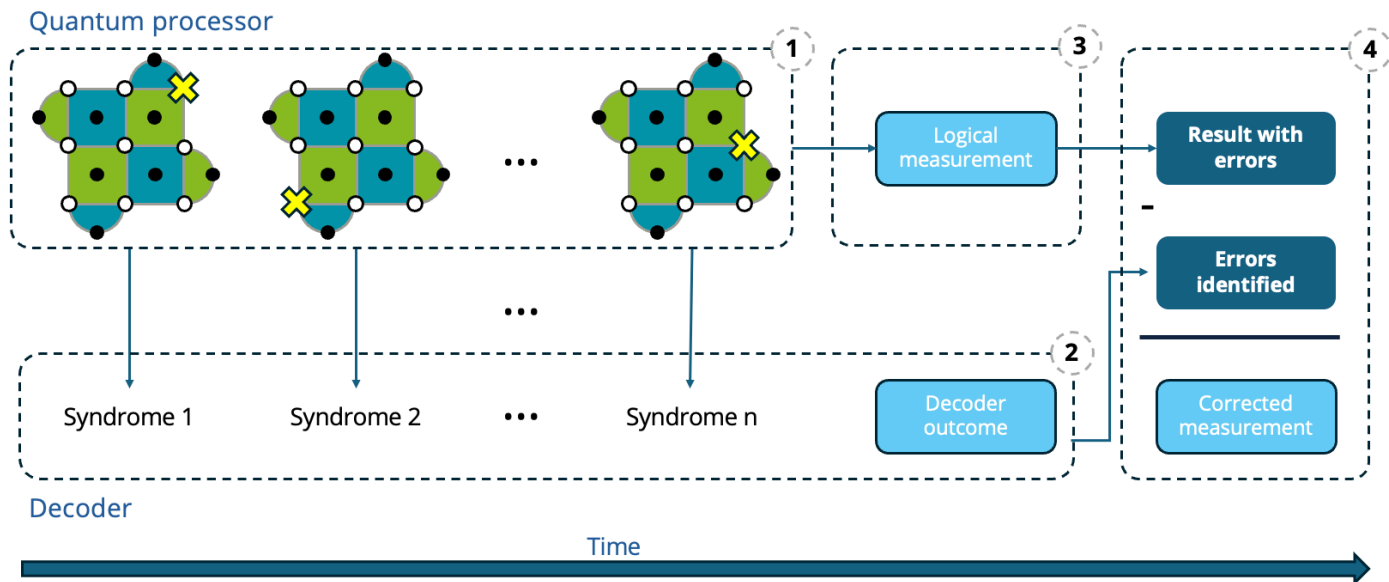 Quantum processor
1
3
4
...
Logical
measurement
Result with
errors
-
Errors
identified
...
2
Syndrome 1
Syndrome 2
...
Syndrome n
Decoder
outcome
Corrected
measurement
Decoder
Time